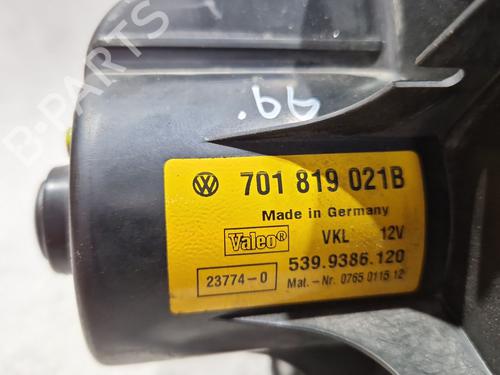 B-PARTS
99.
701 819 021B
Made in Germany
Valeo® VKL 12V
539.9386.120
23774-0
Mat.-Nr. 0765 0115 12